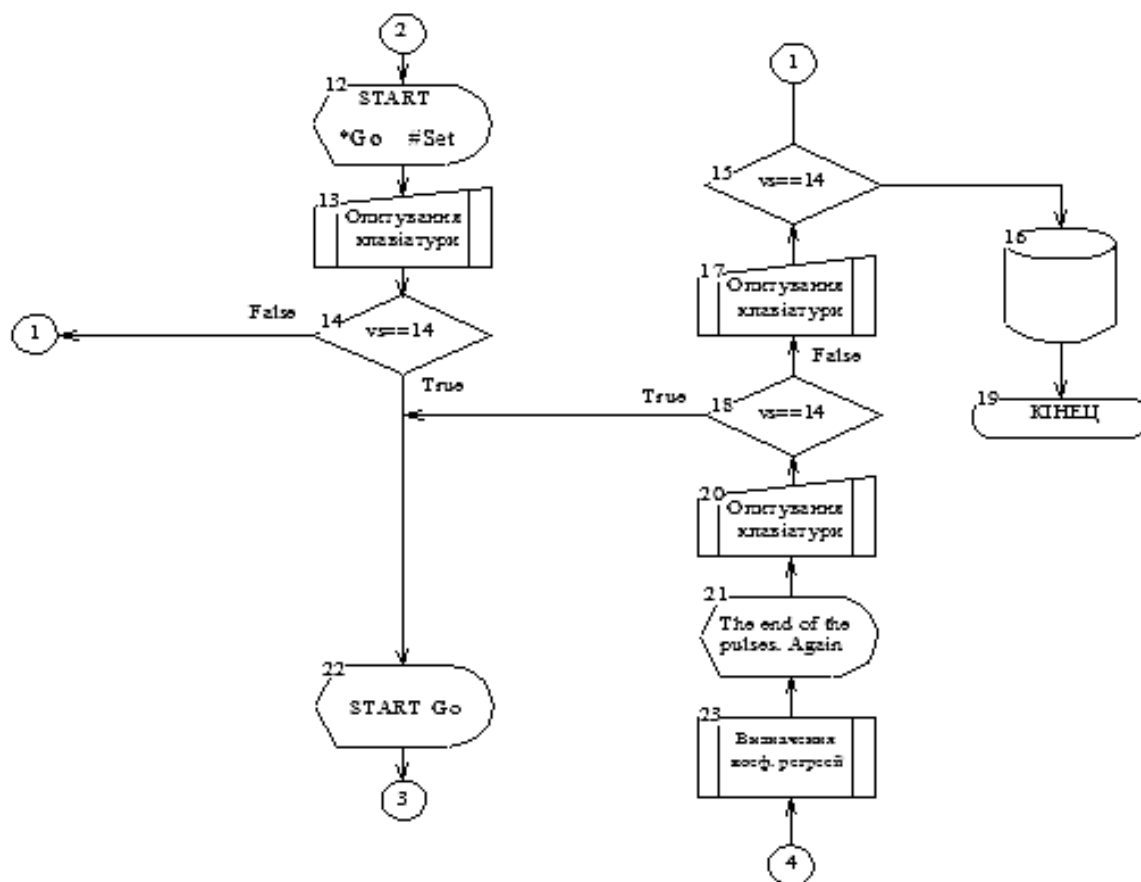 2
12
START
*Go #Set
13
Опитування
клавіатури
False
14
vs==14
1
True
22
START Go
3
1
15
vs==14
16
17
Опитування
клавіатури
False
True
18
vs==14
19
КІНЕЦ
20
Опитування
клавіатури
21
The end of the
pulses. Again
23
Визначення
коеф. регресій
4